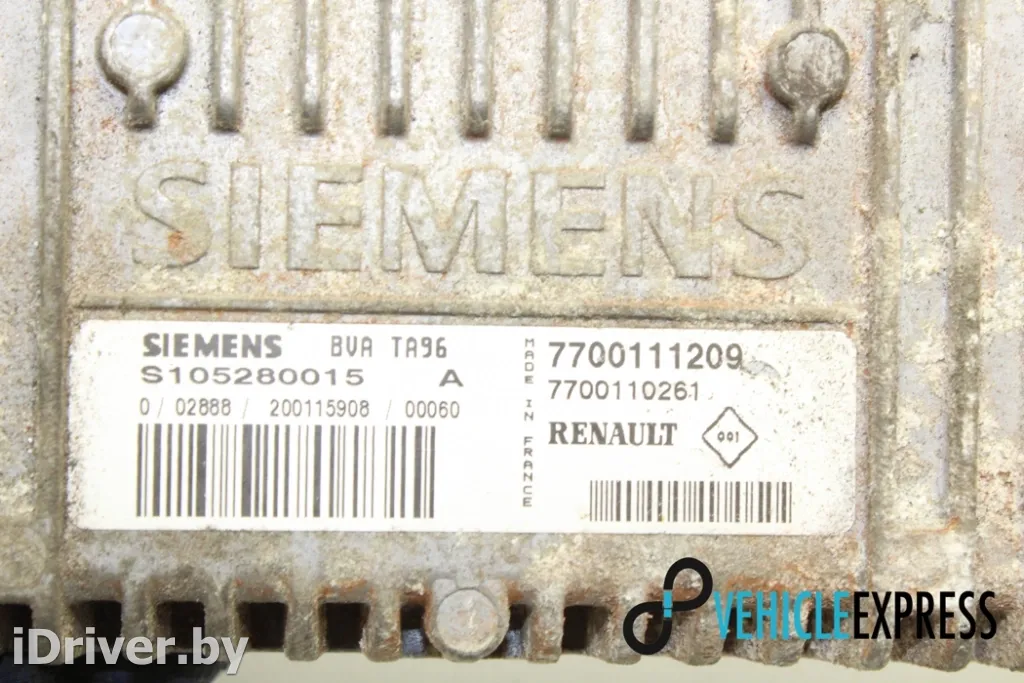 SIEMENS
SIEMENS BVA TA96
S105280015 A
0/ 02888/ 200115908 / 00060
MADE IN FRANCE
7700111209
7700110261
RENAULT 001
VEHICLEEXPRESS
iDriver.by